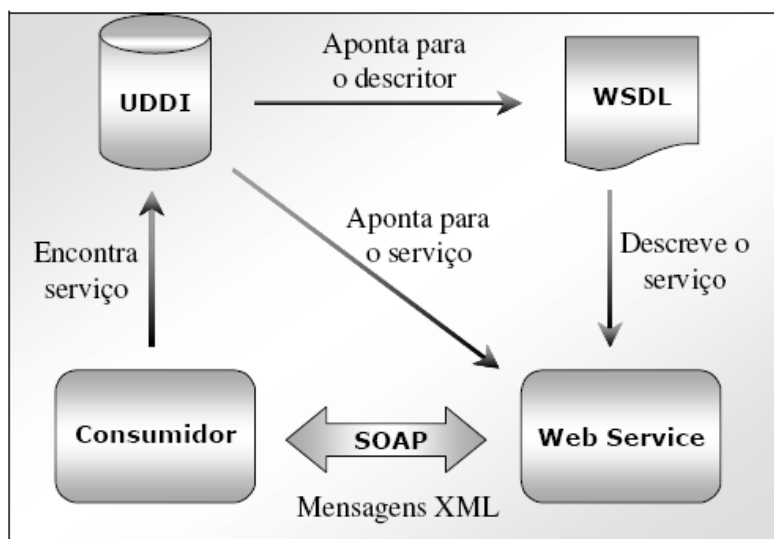 Aponta para
o descritor
UDDI
WSDL
Aponta para
o serviço
Encontra
serviço
Descreve o
serviço
Consumidor
SOAP
Web Service
Mensagens XML